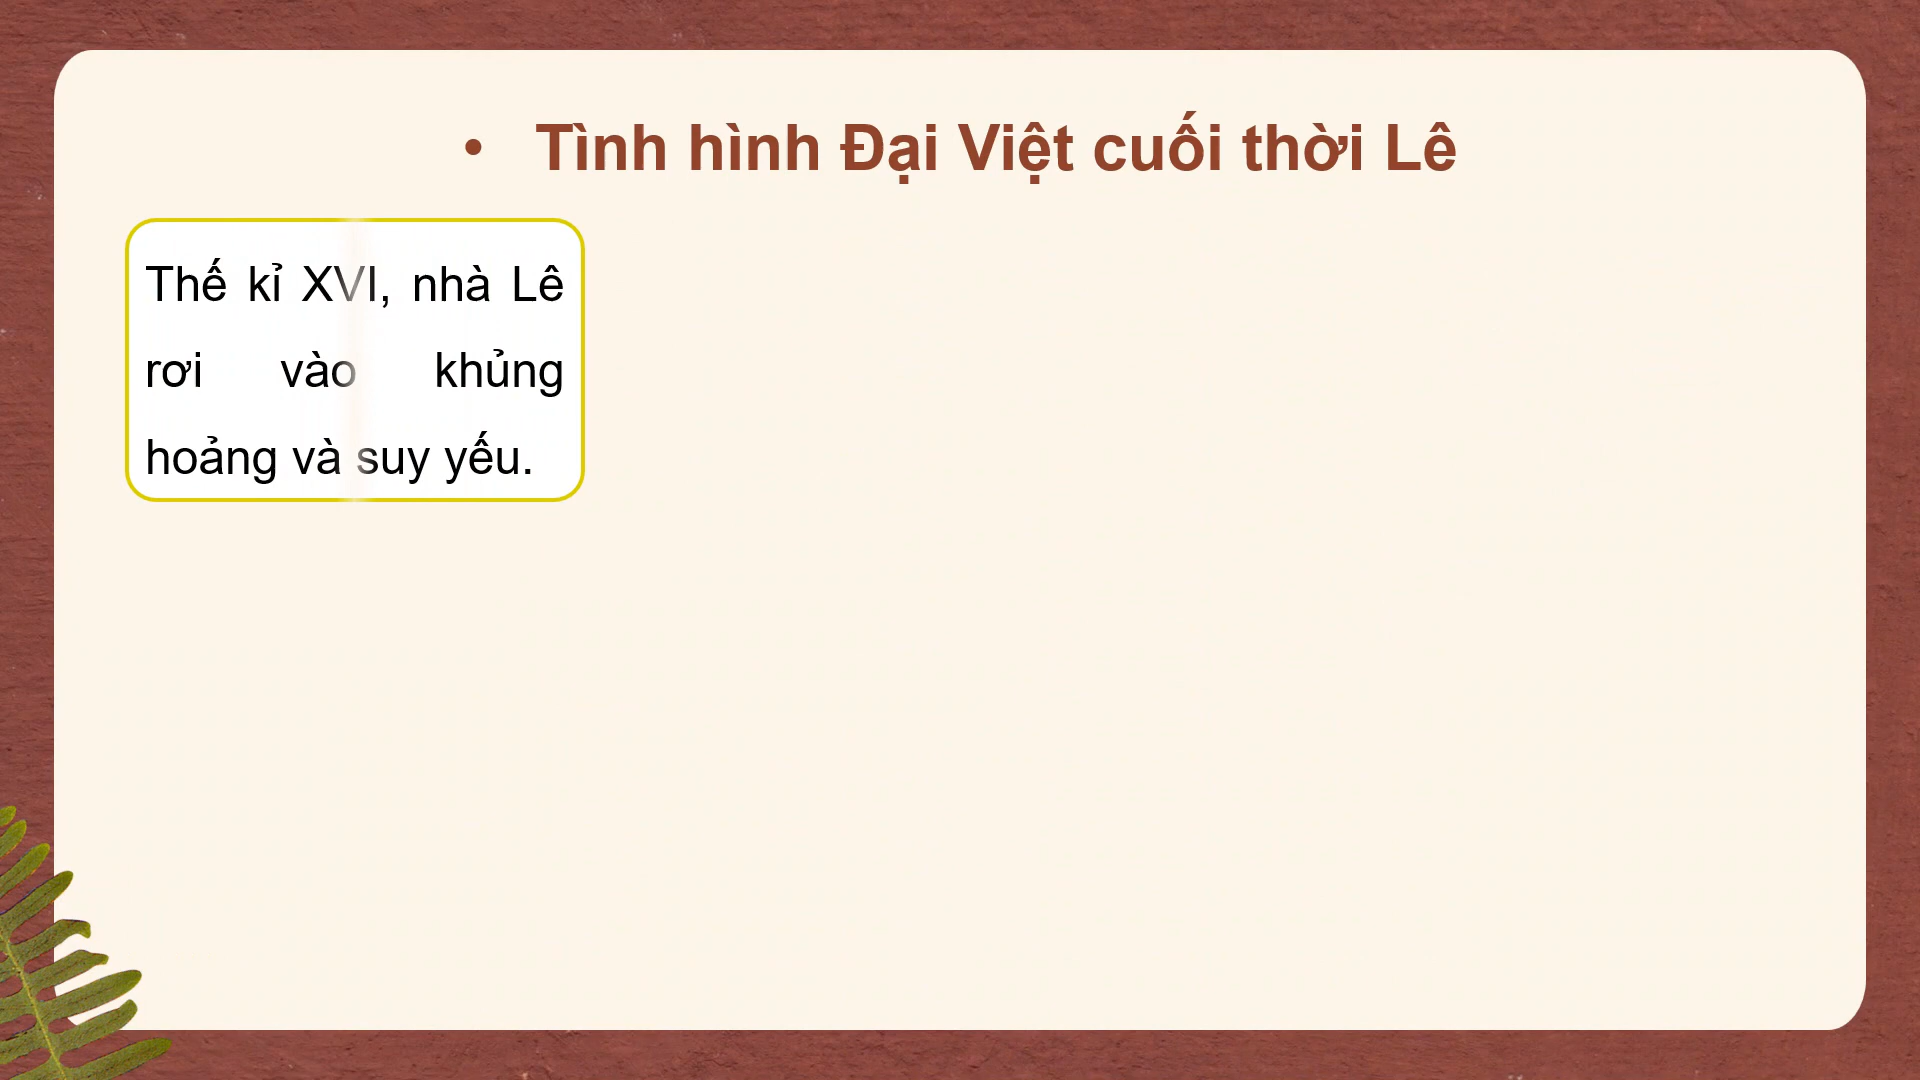 • Tình hình Đại Việt cuối thời Lê
Thế kỉ XVI, nhà Lê
rơi vào khủng
hoảng và suy yếu.